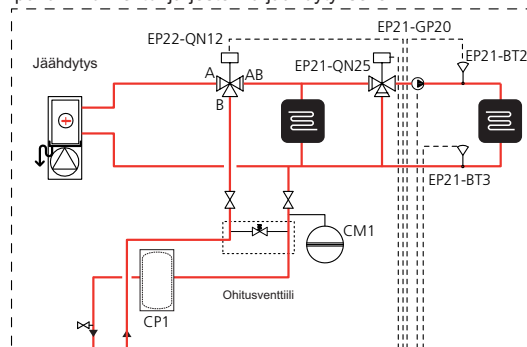 EP22-QN12
EP21-GP20
Jäähdytys
A
AB
EP21-QN25
EP21-BT2
B
EP21-BT3
CM1
Ohitusventtiili
CP1